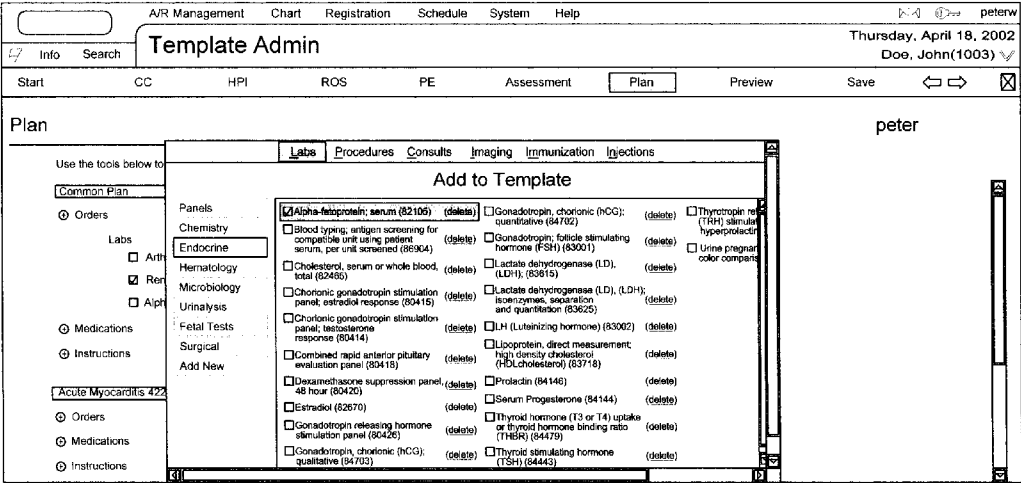 A/R Management Chart Registration Schedule System Help peterw
Info Search
Template Admin
Thursday, April 18, 2002
Doe, John(1003)
Start CC HPI ROS PE Assessment Plan Preview Save
Plan
peter
Use the tools below to
Common Plan
Orders
Labs
Arth
Ren
Alph
Medications
Instructions
Acute Myocarditis 422
Orders
Medications
Instructions
Labs Procedures Consults Imaging Immunization Injections
Add to Template
Panels
Chemistry
Endocrine
Hematology
Microbiology
Urinalysis
Fetal Tests
Surgical
Add New
Alpha-fetoprotein; serum (82105) (delete)
Blood typing; antigen screening for
compatible unit using patient (delete)
serum, per unit screened (86904)
Cholesterol, serum or whole blood, (delete)
total (82465)
Chorionic gonadotropin stimulation (delete)
panel; estradiol response (80415)
Chorionic gonadotropin stimulation
panel; testosterone (delete)
response (80414)
Combined rapid anterior pituitary (delete)
evaluation panel (80418)
Dexamethasone suppression panel, (delete)
48 hour (80420)
Estradiol (82670) (delete)
Gonadotropin releasing hormone (delete)
stimulation panel (80426)
Gonadotropin, chorionic (hCG); (delete)
qualitative (84703)
Gonadotropin, chorionic (hCG); (delete)
quantitative (84702)
Gonadotropin; follicle stimulating (delete)
hormone (FSH) (83001)
Lactate dehydrogenase (LD), (delete)
(LDH); (83615)
Lactate dehydrogenase (LD), (LDH);
isoenzymes, separation (delete)
and quantitation (83625)
LH (Luteinizing hormone) (83002) (delete)
Lipoprotein, direct measurement;
high density cholesterol (delete)
(HDLcholesterol) (83718)
Prolactin (84146) (delete)
Serum Progesterone (84144) (delete)
Thyroid hormone (T3 or T4) uptake
or thyroid hormone binding ratio (delete)
(THBR) (84479)
Thyroid stimulating hormone (delete)
(TSH) (84443)
Thyrotropin rel
(TRH) stimulat
hyperprolactin
Urine pregnan
color comparis